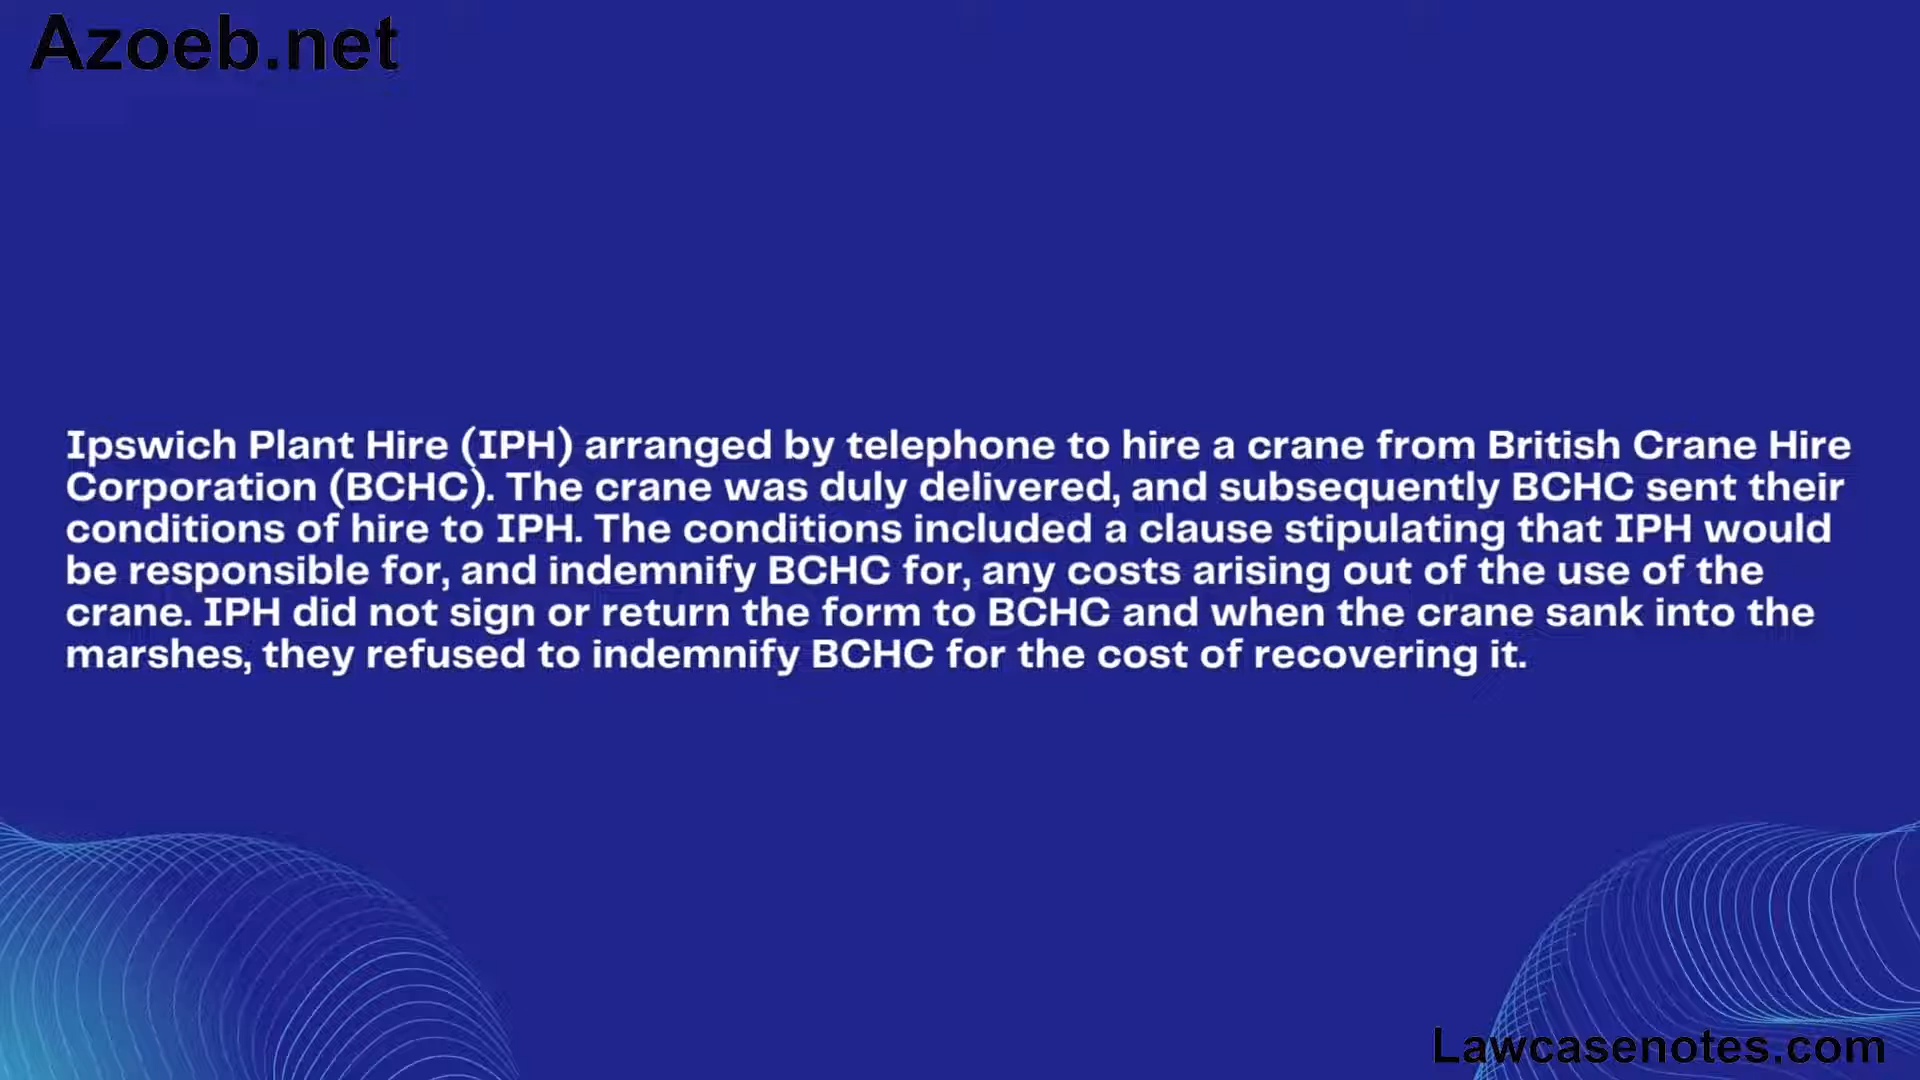 Azoeb.net
Ipswich Plant Hire (IPH) arranged by telephone to hire a crane from British Crane Hire
Corporation (BCHC). The crane was duly delivered, and subsequently BCHC sent their
conditions of hire to IPH. The conditions included a clause stipulating that IPH would
be responsible for, and indemnify BCHC for, any costs arising out of the use of the
crane. IPH did not sign or return the form to BCHC and when the crane sank into the
marshes, they refused to indemnify BCHC for the cost of recovering it.
Lawcasenotes.com